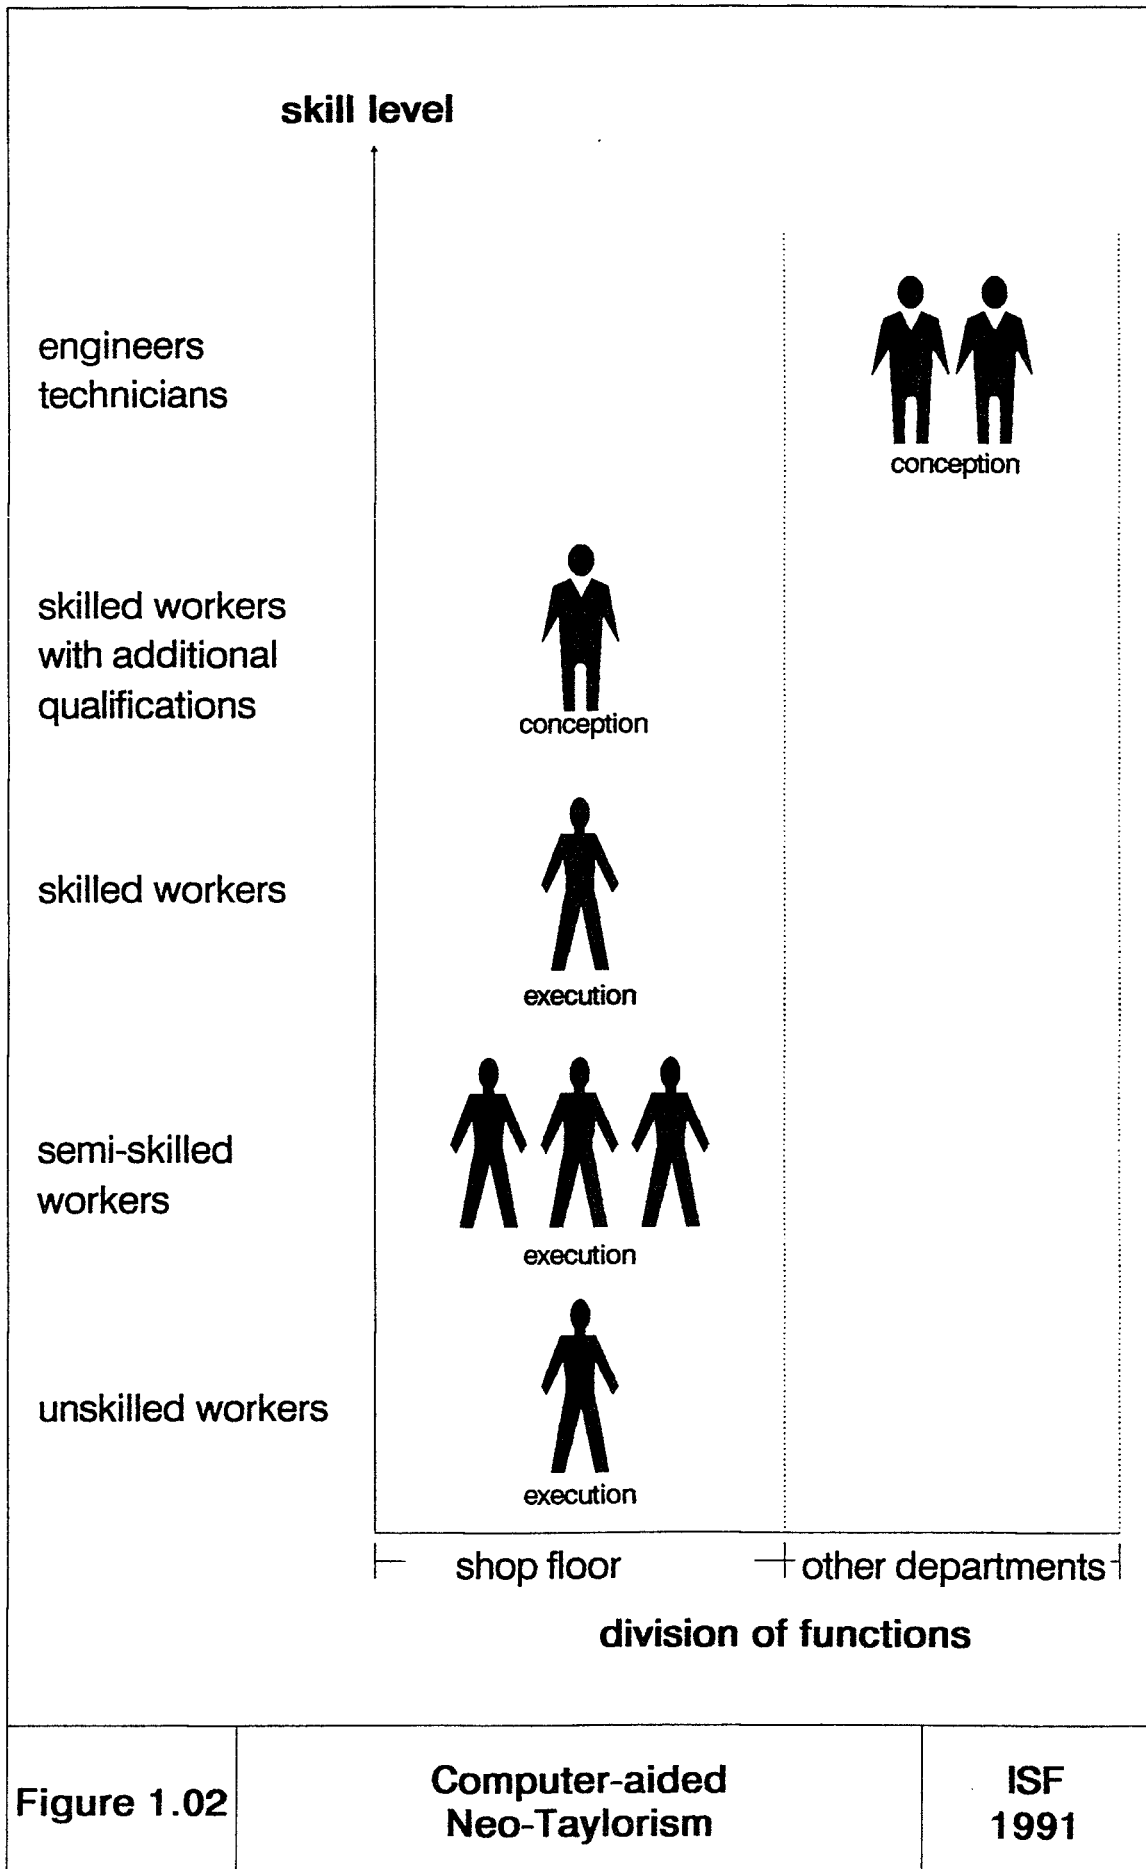 skill level
engineers
technicians
conception
skilled workers
with additional
qualifications
conception
skilled workers
execution
semi-skilled
workers
execution
unskilled workers
execution
shop floor
other departments
division of functions
Figure 1.02
Computer-aided
Neo-Taylorism
ISF
1991